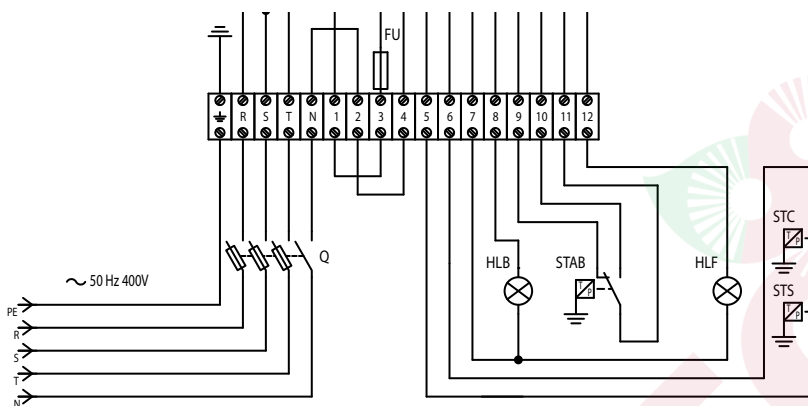 FU
R S T N 1 2 3 4 5 6 7 8 9 10 11 12
Q
STC
T P
HLB STAB HLF
T P
STS
T P
~ 50 Hz 400V
PE
R
S
T
N